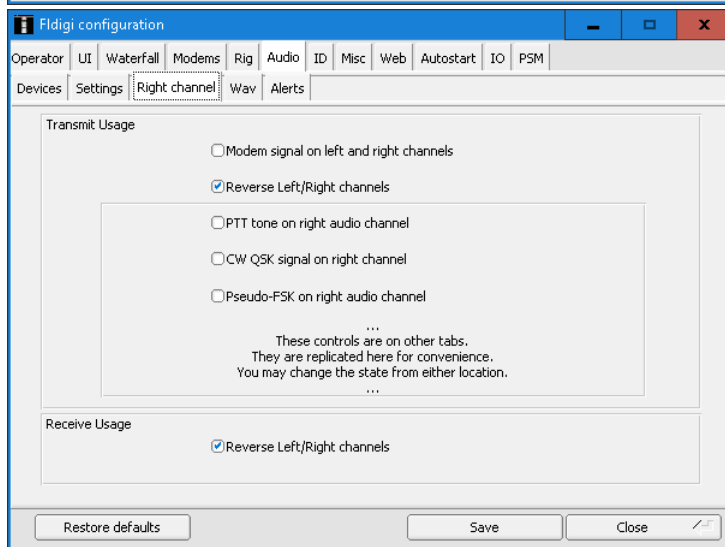 Fldigi configuration
Operator UI Waterfall Modems Rig Audio ID Misc Web Autostart IO PSM
Devices Settings Right channel Wav Alerts
Transmit Usage
Modem signal on left and right channels
Reverse Left/Right channels
PTT tone on right audio channel
CW QSK signal on right channel
Pseudo-FSK on right audio channel
...
These controls are on other tabs.
They are replicated here for convenience.
You may change the state from either location.
...
Receive Usage
Reverse Left/Right channels
Restore defaults Save Close